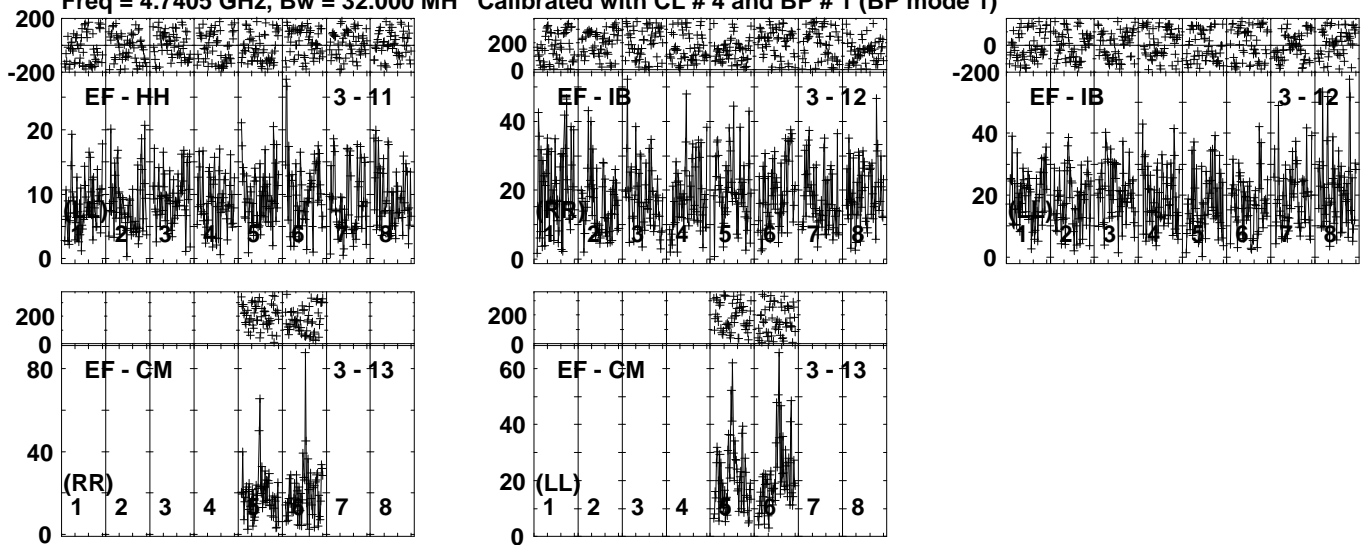 Freq = 4.7405 GHz, Bw = 32.000 MH Calibrated with CL # 4 and BP # 1 (BP mode 1)
200
-200
EF - HH 3 - 11
20
10
0
(LL)
1 2 3 4 5 6 7 8
200
0
EF - IB 3 - 12
40
20
0
(RR)
1 2 3 4 5 6 7 8
0
-200
EF - IB 3 - 12
40
20
0
(LL)
1 2 3 4 5 6 7 8
200
0
EF - CM 3 - 13
80
40
0
(RR)
1 2 3 4 5 6 7 8
200
0
EF - CM 3 - 13
60
40
20
0
(LL)
1 2 3 4 5 6 7 8